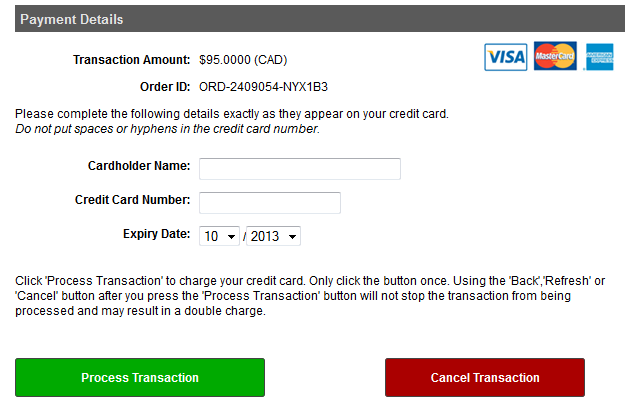 Payment Details
VISA MasterCard AMERICAN EXPRESS
Transaction Amount: $95.0000 (CAD)
Order ID: ORD-2409054-NYX1B3
Please complete the following details exactly as they appear on your credit card.
Do not put spaces or hyphens in the credit card number.
Cardholder Name:
Credit Card Number:
Expiry Date: 10 / 2013
Click 'Process Transaction' to charge your credit card. Only click the button once. Using the 'Back','Refresh' or
'Cancel' button after you press the 'Process Transaction' button will not stop the transaction from being
processed and may result in a double charge.
Process Transaction Cancel Transaction